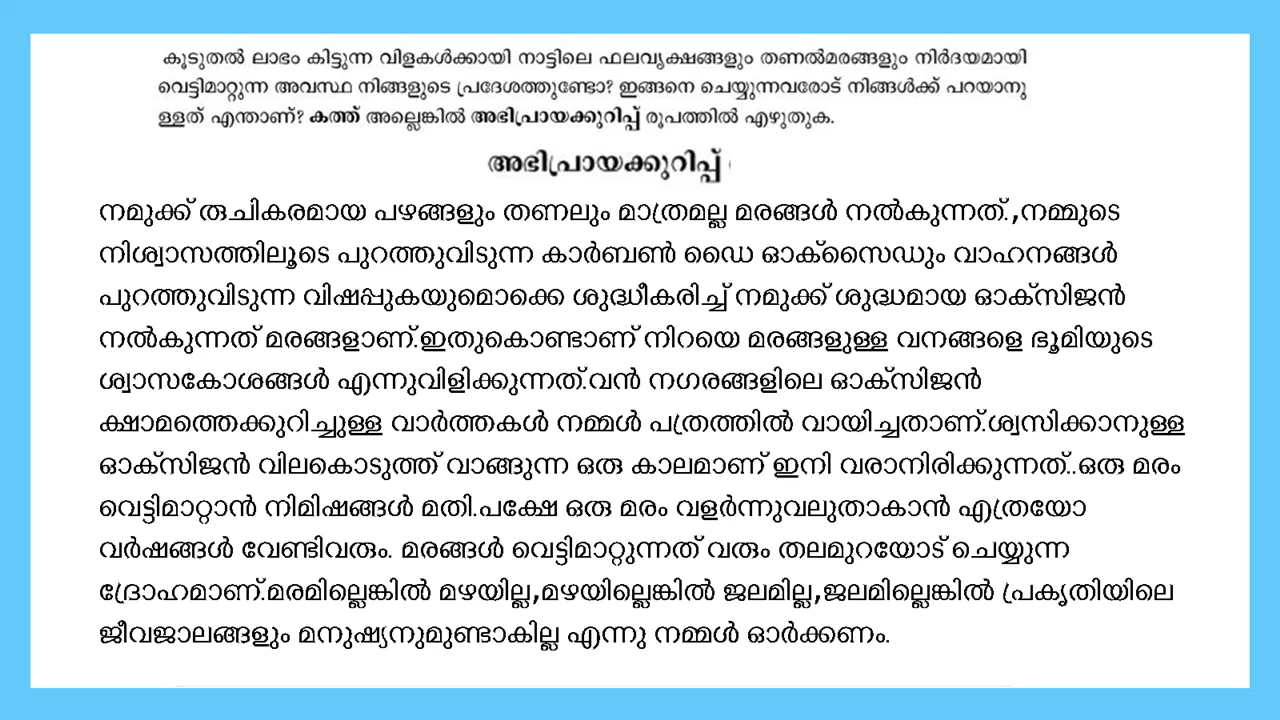 കൂടുതൽ ലാഭം കിട്ടുന്ന വിളകൾക്കായി നാട്ടിലെ ഫലവൃക്ഷങ്ങളും തണൽമരങ്ങളും നിർദയമായി
വെട്ടിമാറ്റുന്ന അവസ്ഥ നിങ്ങളുടെ പ്രദേശത്തുണ്ടോ? ഇങ്ങനെ ചെയ്യുന്നവരോട് നിങ്ങൾക്ക് പറയാനു
ള്ളത് എന്താണ്? കത്ത് അല്ലെങ്കിൽ അഭിപ്രായക്കുറിപ്പ് രൂപത്തിൽ എഴുതുക.
അഭിപ്രായക്കുറിപ്പ്
നമുക്ക് രുചികരമായ പഴങ്ങളും തണലും മാത്രമല്ല മരങ്ങൾ നൽകുന്നത്.,നമ്മുടെ
നിശ്വാസത്തിലൂടെ പുറത്തുവിടുന്ന കാർബൺ ഡൈ ഓക്സൈഡും വാഹനങ്ങൾ
പുറത്തുവിടുന്ന വിഷപ്പുകയുമൊക്കെ ശുദ്ധീകരിച്ച് നമുക്ക് ശുദ്ധമായ ഓക്സിജൻ
നൽകുന്നത് മരങ്ങളാണ്.ഇതുകൊണ്ടാണ് നിറയെ മരങ്ങളുള്ള വനങ്ങളെ ഭൂമിയുടെ
ശ്വാസകോശങ്ങൾ എന്നുവിളിക്കുന്നത്.വൻ നഗരങ്ങളിലെ ഓക്സിജൻ
ക്ഷാമത്തെക്കുറിച്ചുള്ള വാർത്തകൾ നമ്മൾ പത്രത്തിൽ വായിച്ചതാണ്.ശ്വസിക്കാനുള്ള
ഓക്സിജൻ വിലകൊടുത്ത് വാങ്ങുന്ന ഒരു കാലമാണ് ഇനി വരാനിരിക്കുന്നത്..ഒരു മരം
വെട്ടിമാറ്റാൻ നിമിഷങ്ങൾ മതി.പക്ഷേ ഒരു മരം വളർന്നുവലുതാകാൻ എത്രയോ
വർഷങ്ങൾ വേണ്ടിവരും. മരങ്ങൾ വെട്ടിമാറ്റുന്നത് വരും തലമുറയോട് ചെയ്യുന്ന
ദ്രോഹമാണ്.മരമില്ലെങ്കിൽ മഴയില്ല,മഴയില്ലെങ്കിൽ ജലമില്ല,ജലമില്ലെങ്കിൽ പ്രകൃതിയിലെ
ജീവജാലങ്ങളും മനുഷ്യനുമുണ്ടാകില്ല എന്നു നമ്മൾ ഓർക്കണം.